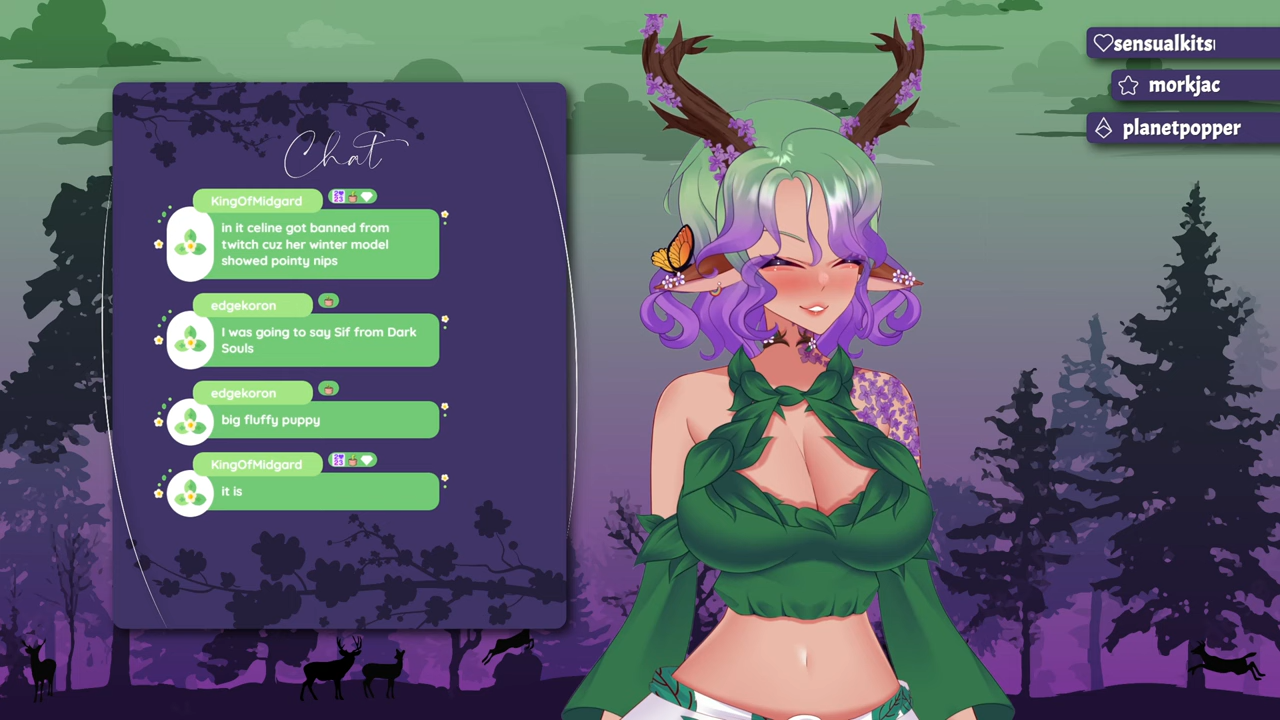 Chat
KingOfMidgard
in it celine got banned from
twitch cuz her winter model
showed pointy nips
edgekoron
I was going to say Sif from Dark
Souls
edgekoron
big fluffy puppy
KingOfMidgard
it is
sensualkits
morkjac
planetpopper